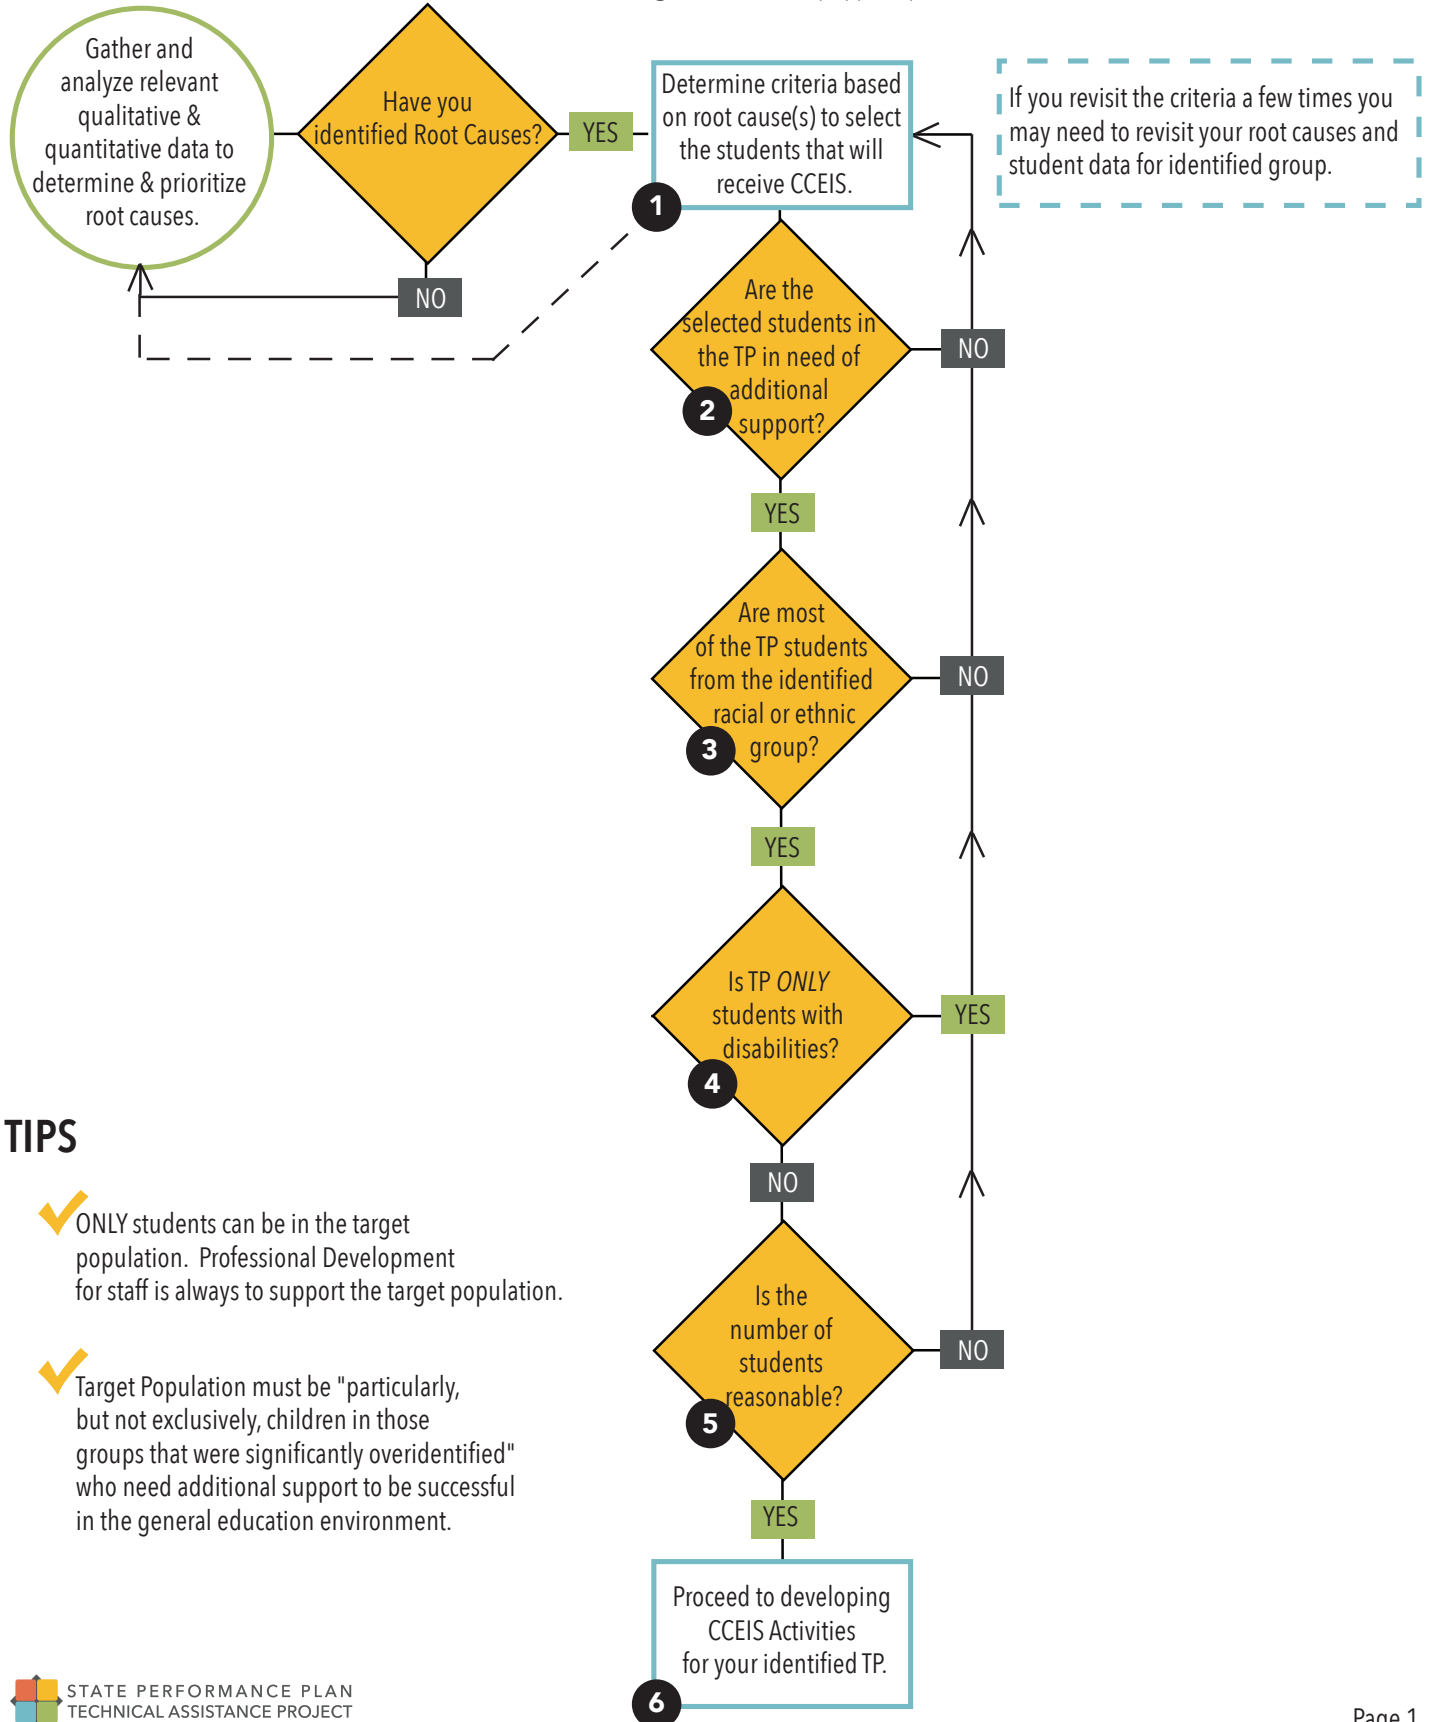 Gather and
analyze relevant
qualitative &
quantitative data to
determine & prioritize
root causes.
Have you
identified Root Causes?
YES
NO
Determine criteria based
on root cause(s) to select
the students that will
receive CCEIS.
1
If you revisit the criteria a few times you
may need to revisit your root causes and
student data for identified group.
Are the
selected students in
the TP in need of
additional
support?
2
NO
YES
Are most
of the TP students
from the identified
racial or ethnic
group?
3
NO
YES
Is TP ONLY
students with
disabilities?
4
YES
NO
Is the
number of
students
reasonable?
5
NO
YES
Proceed to developing
CCEIS Activities
for your identified TP.
6
TIPS
ONLY students can be in the target
population. Professional Development
for staff is always to support the target population.
Target Population must be "particularly,
but not exclusively, children in those
groups that were significantly overidentified"
who need additional support to be successful
in the general education environment.
STATE PERFORMANCE PLAN
TECHNICAL ASSISTANCE PROJECT
Page 1